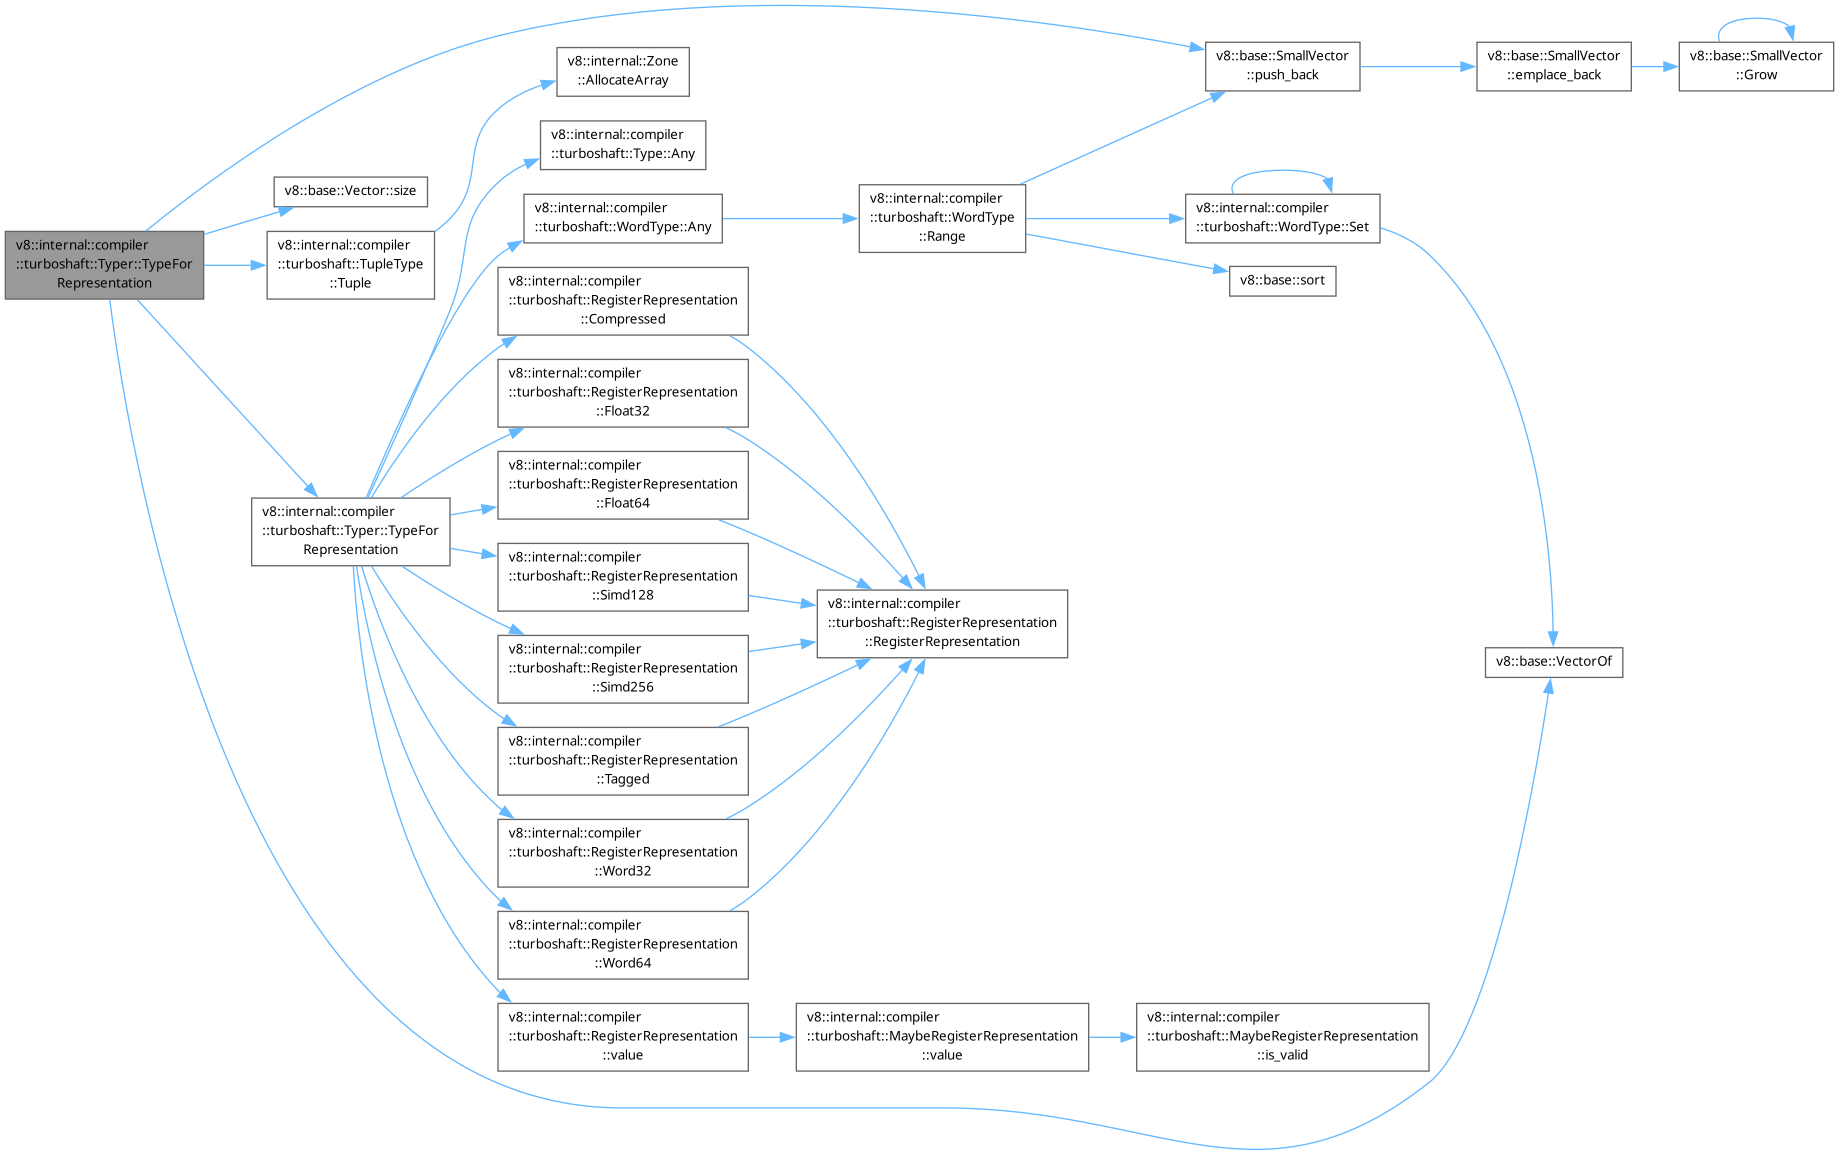 v8::internal::compiler
::turboshaft::Typer::TypeFor
Representation
v8::base::Vector::size
v8::internal::compiler
::turboshaft::TupleType
::Tuple
v8::internal::compiler
::turboshaft::Typer::TypeFor
Representation
v8::internal::Zone
::AllocateArray
v8::internal::compiler
::turboshaft::Type::Any
v8::internal::compiler
::turboshaft::WordType::Any
v8::internal::compiler
::turboshaft::RegisterRepresentation
::Compressed
v8::internal::compiler
::turboshaft::RegisterRepresentation
::Float32
v8::internal::compiler
::turboshaft::RegisterRepresentation
::Float64
v8::internal::compiler
::turboshaft::RegisterRepresentation
::Simd128
v8::internal::compiler
::turboshaft::RegisterRepresentation
::Simd256
v8::internal::compiler
::turboshaft::RegisterRepresentation
::Tagged
v8::internal::compiler
::turboshaft::RegisterRepresentation
::Word32
v8::internal::compiler
::turboshaft::RegisterRepresentation
::Word64
v8::internal::compiler
::turboshaft::RegisterRepresentation
::value
v8::internal::compiler
::turboshaft::WordType
::Range
v8::internal::compiler
::turboshaft::RegisterRepresentation
::RegisterRepresentation
v8::internal::compiler
::turboshaft::MaybeRegisterRepresentation
::value
v8::base::SmallVector
::push_back
v8::internal::compiler
::turboshaft::WordType::Set
v8::base::sort
v8::internal::compiler
::turboshaft::MaybeRegisterRepresentation
::is_valid
v8::base::SmallVector
::emplace_back
v8::base::VectorOf
v8::base::SmallVector
::Grow